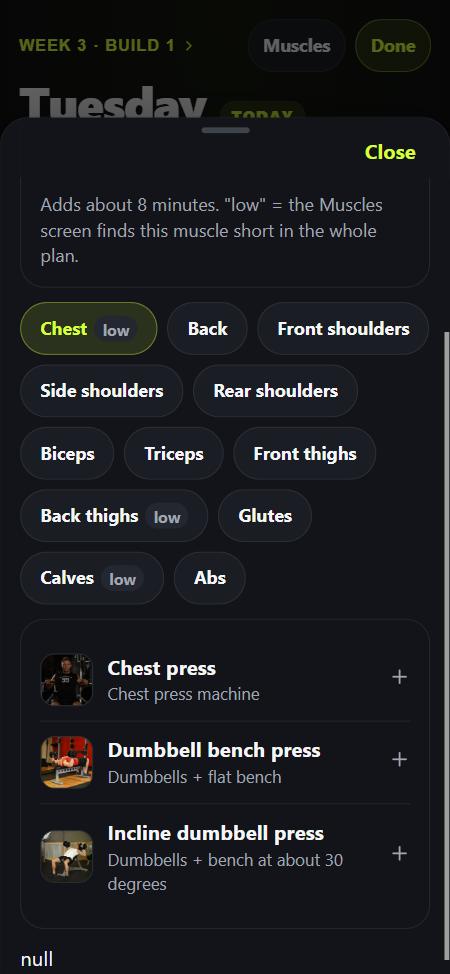 WEEK 3 · BUILD 1 >
Muscles
Done
Tuesday
TODAY
Close
Adds about 8 minutes. "low" = the Muscles
screen finds this muscle short in the whole
plan.
Chest low
Back
Front shoulders
Side shoulders
Rear shoulders
Biceps
Triceps
Front thighs
Back thighs low
Glutes
Calves low
Abs
Chest press
Chest press machine
+
Dumbbell bench press
Dumbbells + flat bench
+
Incline dumbbell press
Dumbbells + bench at about 30
degrees
+
null